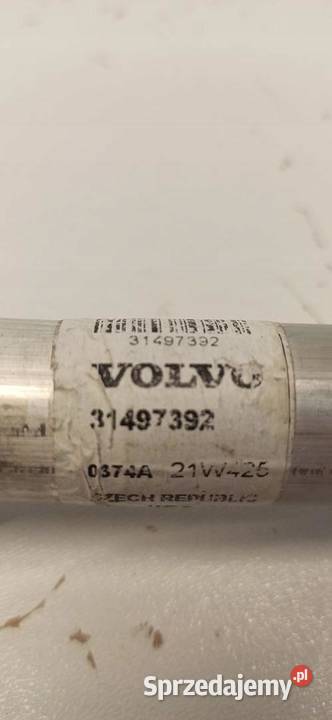 31497392
VOLVO
31497392
0374A 21W425
CZECH REPUBLIC
Sprzedajemy.pl